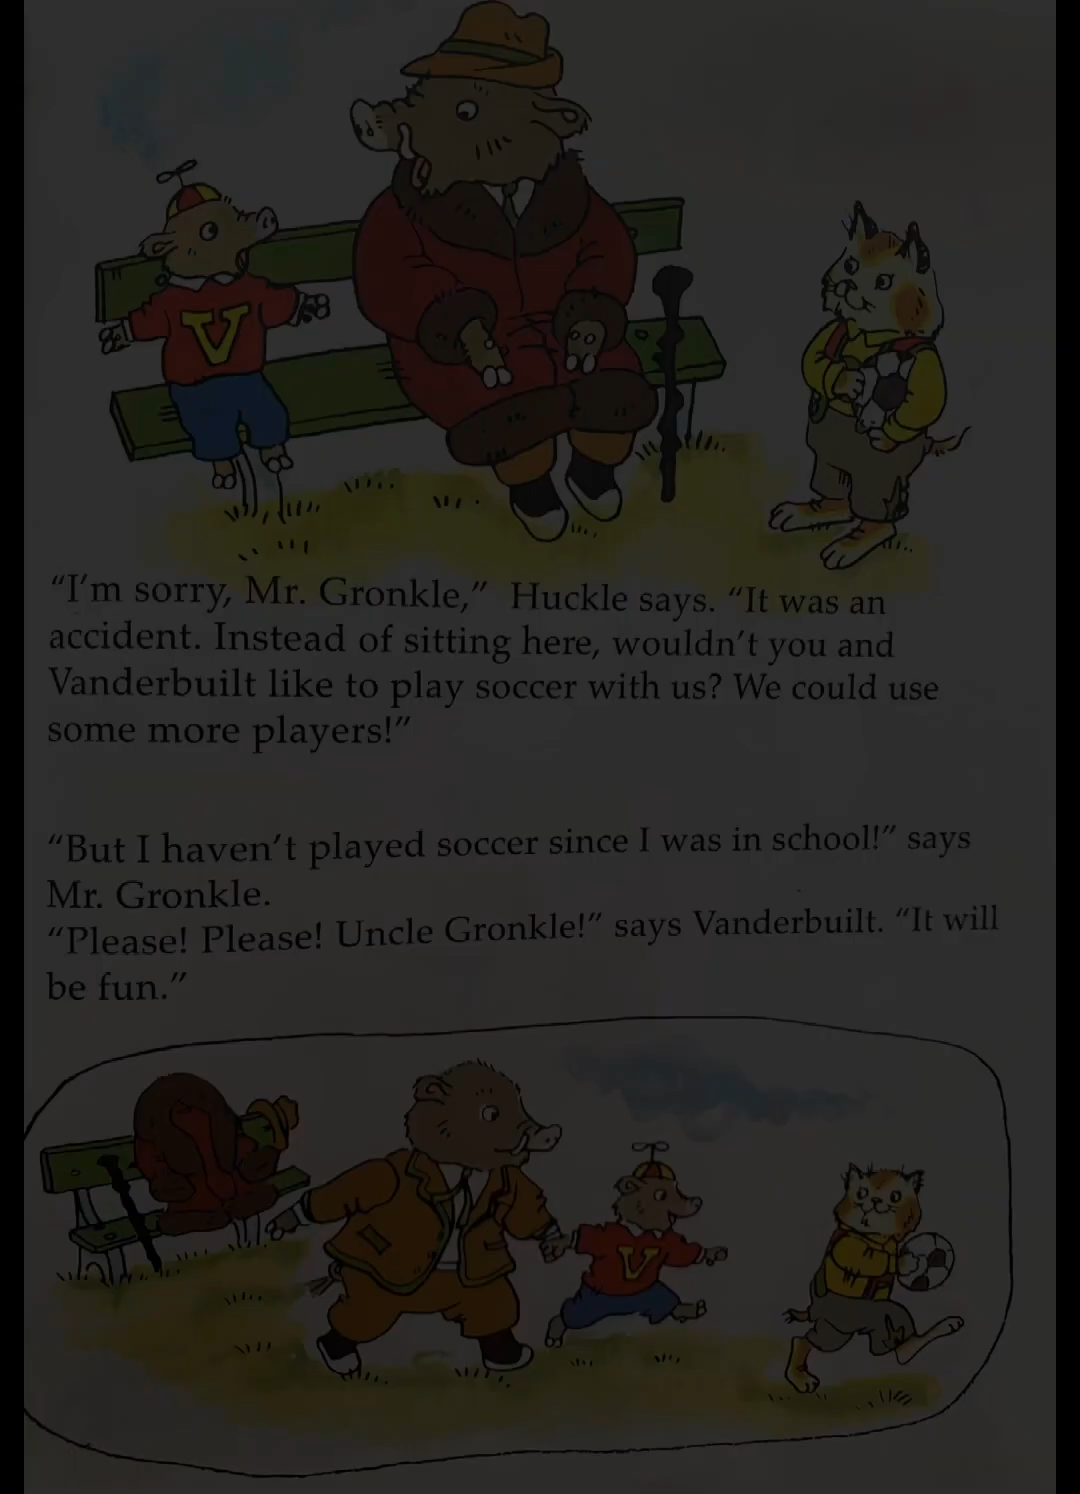 V
“I’m sorry, Mr. Gronkle,” Huckle says. “It was an
accident. Instead of sitting here, wouldn’t you and
Vanderbuilt like to play soccer with us? We could use
some more players!”
“But I haven’t played soccer since I was in school!” says
Mr. Gronkle.
“Please! Please! Uncle Gronkle!” says Vanderbuilt. “It will
be fun.”
V